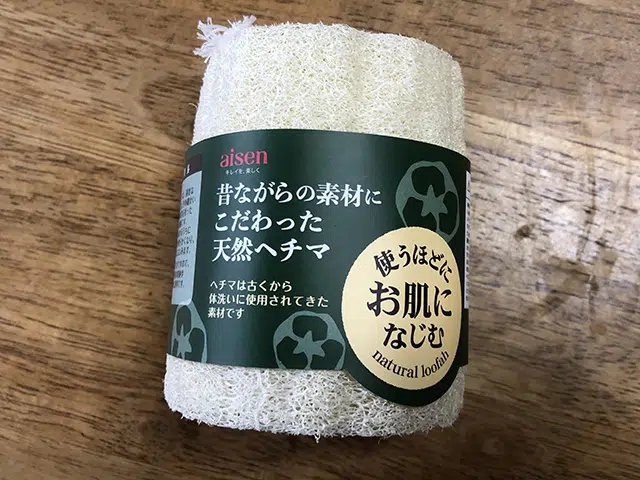 aisen
キレイを、楽しく
昔ながらの素材に
こだわった
天然ヘチマ
ヘチマは古くから
体洗いに使用されてきた
素材です
使うほどに
お肌に
なじむ
natural loofah